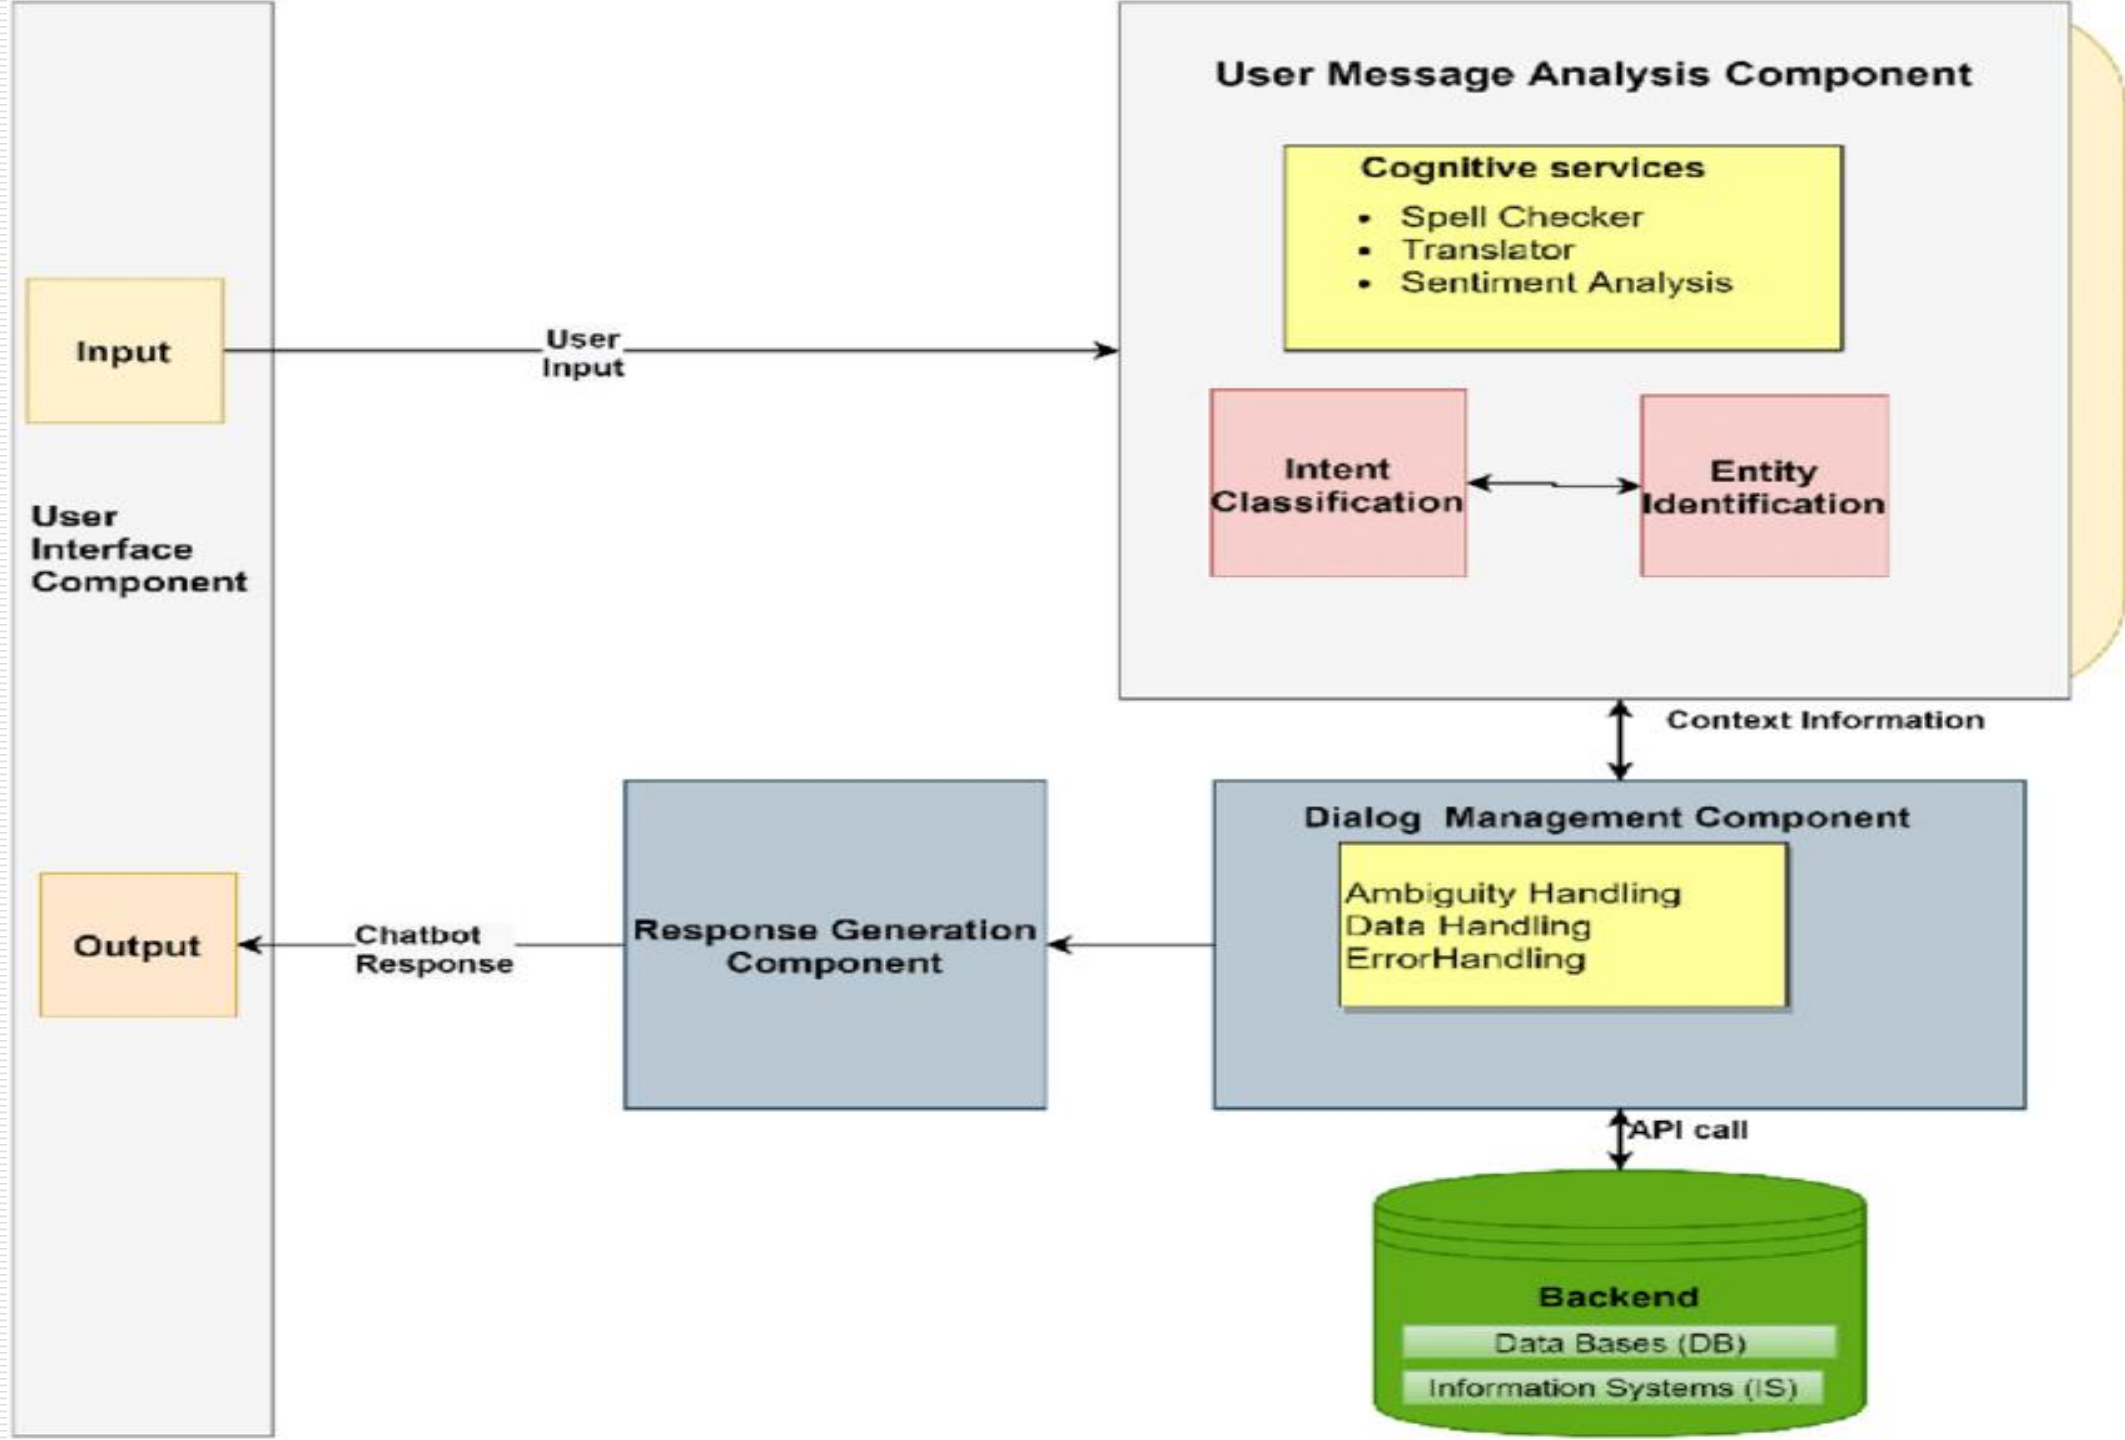 User Message Analysis Component
Cognitive services
• Spell Checker
• Translator
• Sentiment Analysis
Input
User
Input
Intent
Classification
Entity
Identification
User
Interface
Component
Context Information
Dialog Management Component
Ambiguity Handling
Data Handling
ErrorHandling
Response Generation
Component
Chatbot
Response
Output
API call
Backend
Data Bases (DB)
Information Systems (IS)